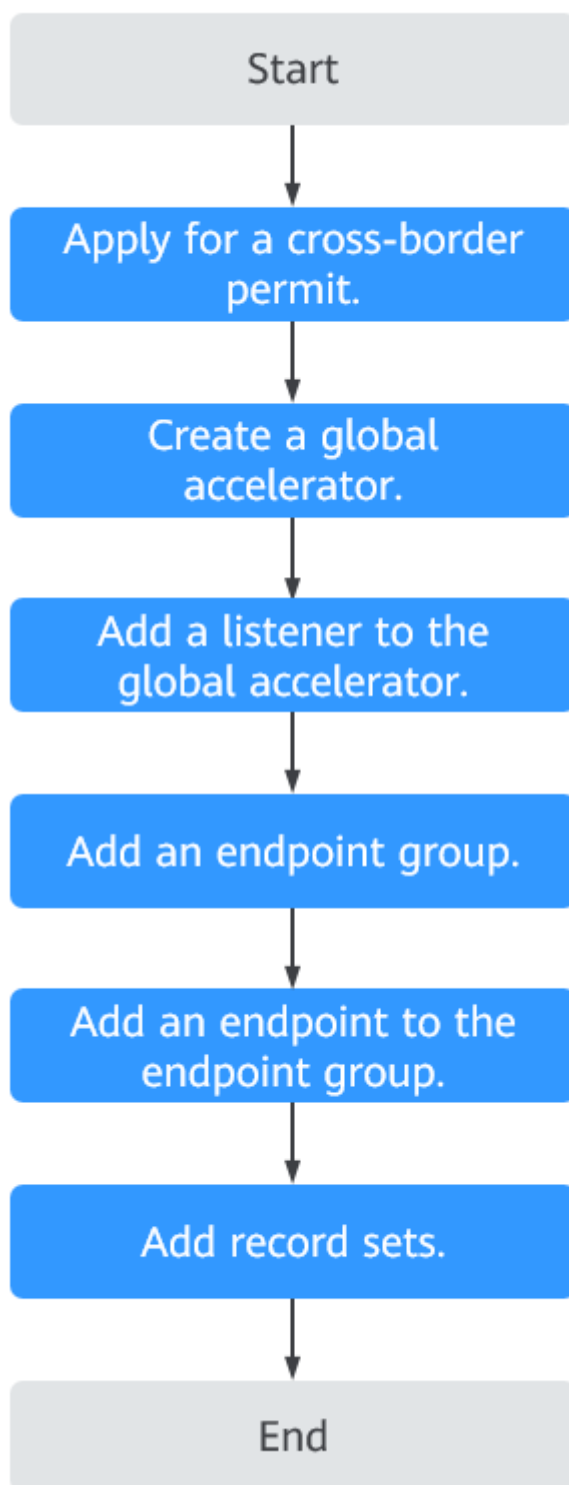 Start
Apply for a cross-border
permit.
Create a global
accelerator.
Add a listener to the
global accelerator.
Add an endpoint group.
Add an endpoint to the
endpoint group.
Add record sets.
End